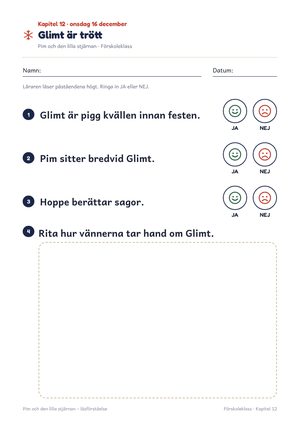 Kapitel 12 · onsdag 16 december
Glimt är trött
Pim och den lilla stjärnan · Förskoleklass
Namn:
Datum:
Läraren läser påståendena högt. Ringa in JA eller NEJ.
1 Glimt är pigg kvällen innan festen.
JA NEJ
2 Pim sitter bredvid Glimt.
JA NEJ
3 Hoppe berättar sagor.
JA NEJ
4 Rita hur vännerna tar hand om Glimt.
Pim och den lilla stjärnan – läsförståelse
Förskoleklass · Kapitel 12